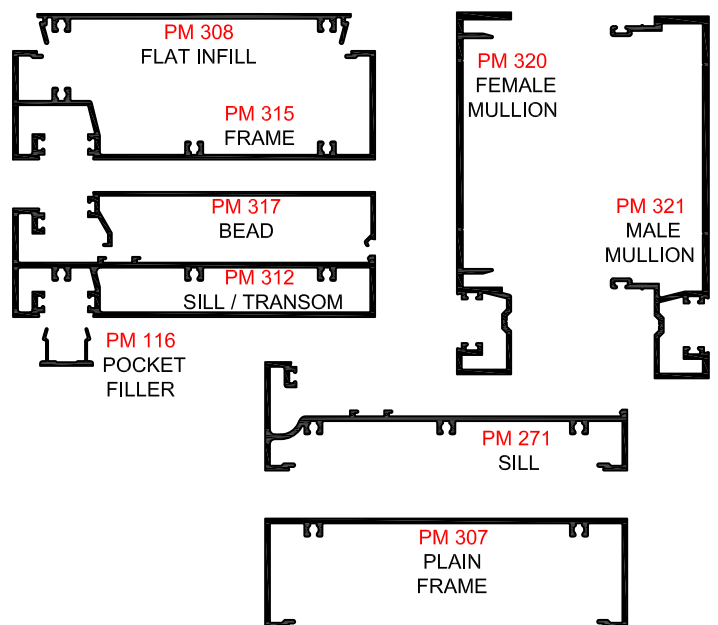 PM 308
FLAT INFILL
PM 315
FRAME
PM 317
BEAD
PM 312
SILL / TRANSOM
PM 116
POCKET
FILLER
PM 320
FEMALE
MULLION
PM 321
MALE
MULLION
PM 271
SILL
PM 307
PLAIN
FRAME